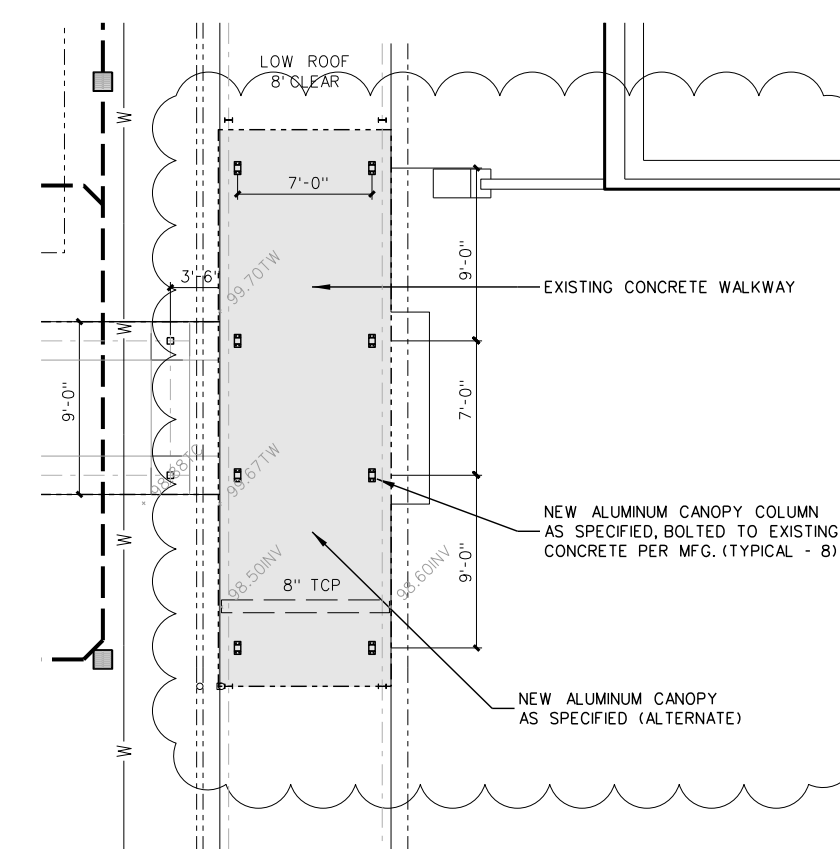 LOW ROOF
8' CLEAR
W
7'-0"
9'-0"
3'-6"
99.70TW
EXISTING CONCRETE WALKWAY
W
9'-0"
7'-0"
98.88TC
99.67TW
NEW ALUMINUM CANOPY COLUMN
AS SPECIFIED, BOLTED TO EXISTING
CONCRETE PER MFG. (TYPICAL - 8)
W
98.50INV
98.60INV
9'-0"
8" TCP
NEW ALUMINUM CANOPY
AS SPECIFIED (ALTERNATE)
W